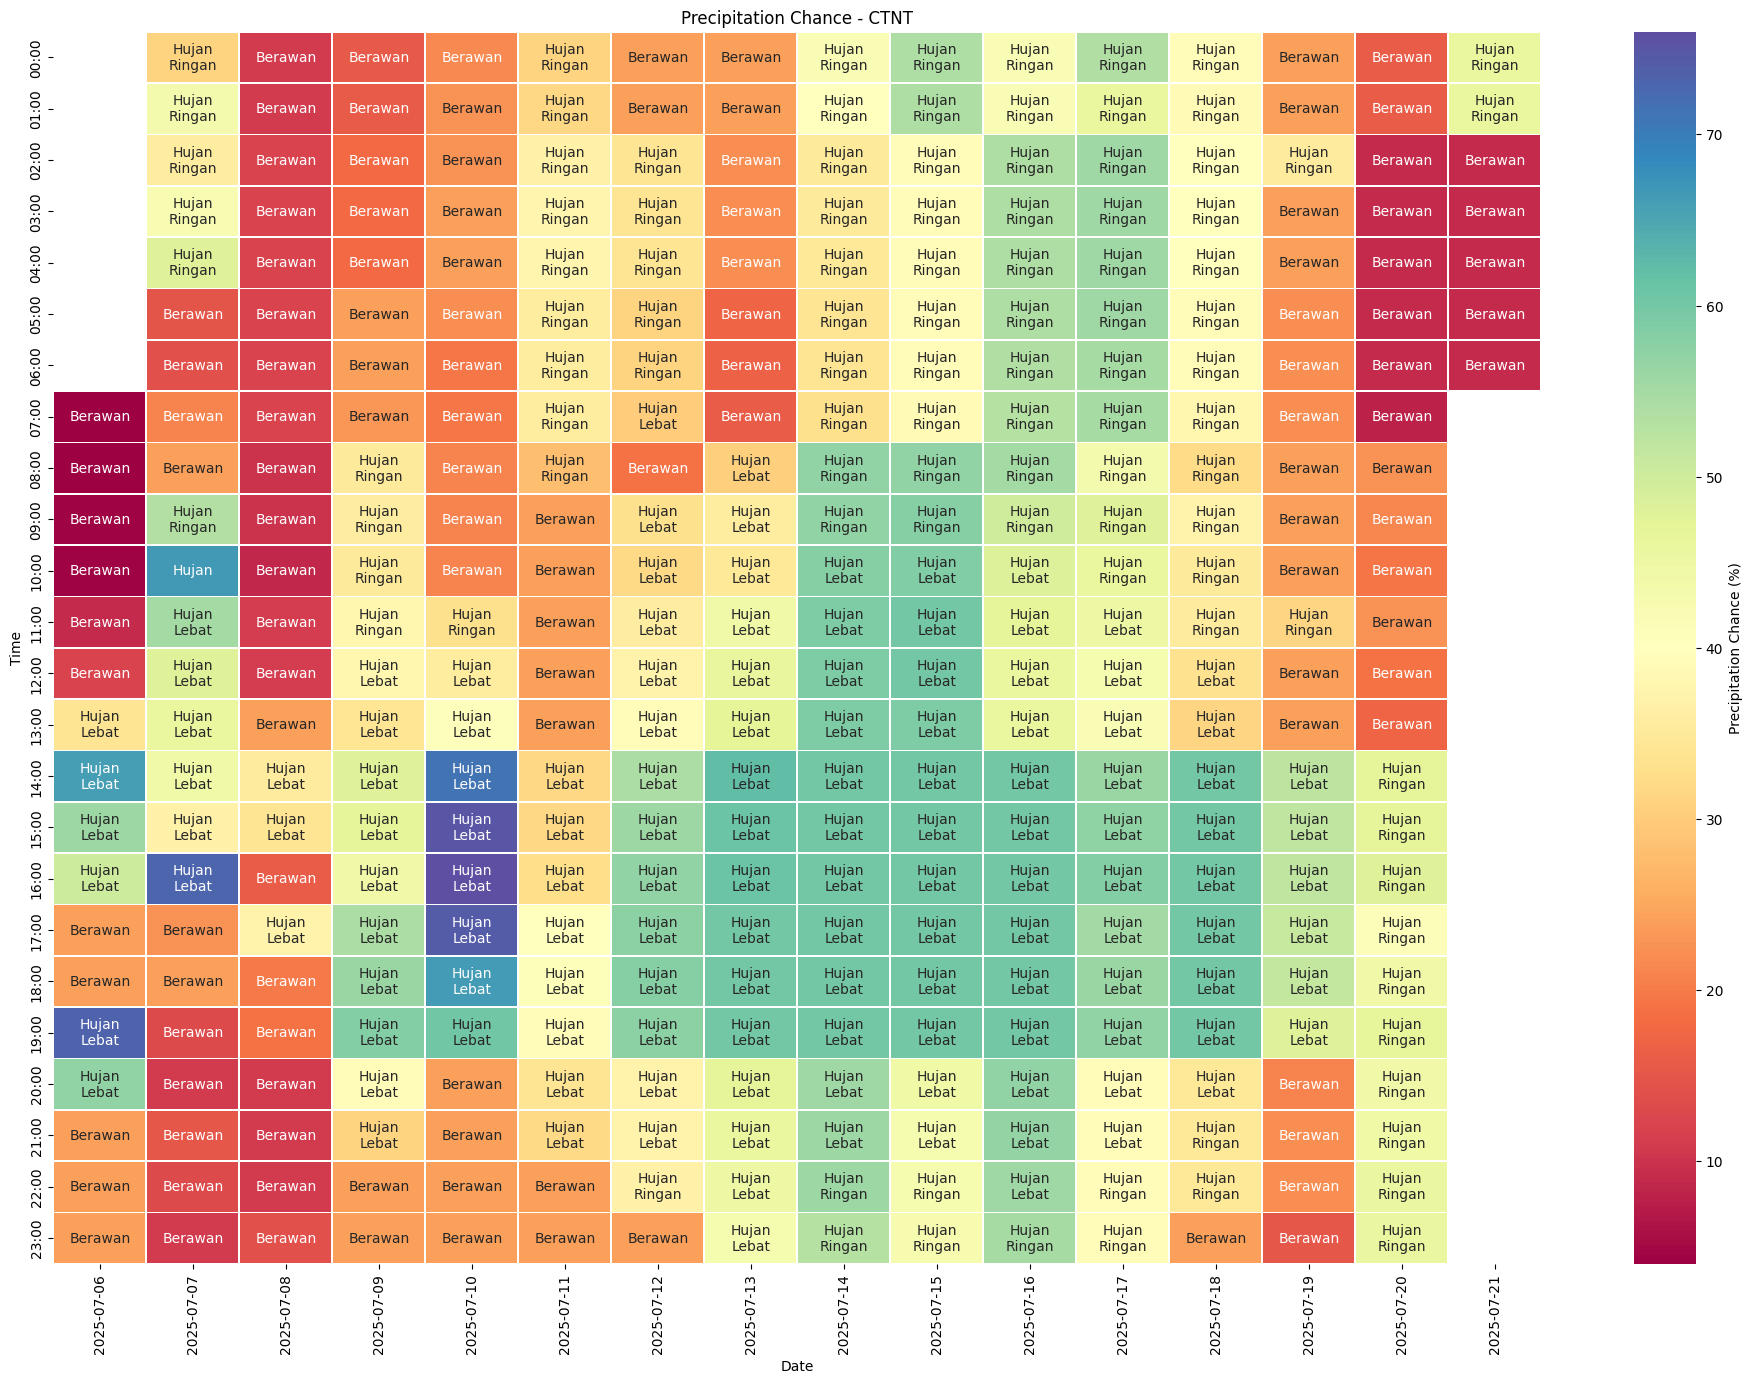 Precipitation Chance - CTNT
00:00 Hujan Ringan Berawan Berawan Berawan Hujan Ringan Berawan Berawan Hujan Ringan Hujan Ringan Hujan Ringan Hujan Ringan Hujan Ringan Berawan Berawan Hujan Ringan
01:00 Hujan Ringan Berawan Berawan Berawan Hujan Ringan Berawan Berawan Hujan Ringan Hujan Ringan Hujan Ringan Hujan Ringan Hujan Ringan Berawan Berawan Hujan Ringan
02:00 Hujan Ringan Berawan Berawan Berawan Hujan Ringan Hujan Ringan Berawan Hujan Ringan Hujan Ringan Hujan Ringan Hujan Ringan Hujan Ringan Hujan Ringan Berawan Berawan
03:00 Hujan Ringan Berawan Berawan Berawan Hujan Ringan Hujan Ringan Berawan Hujan Ringan Hujan Ringan Hujan Ringan Hujan Ringan Hujan Ringan Berawan Berawan Berawan
04:00 Hujan Ringan Berawan Berawan Berawan Hujan Ringan Hujan Ringan Berawan Hujan Ringan Hujan Ringan Hujan Ringan Hujan Ringan Hujan Ringan Berawan Berawan Berawan
05:00 Berawan Berawan Berawan Berawan Hujan Ringan Hujan Ringan Berawan Hujan Ringan Hujan Ringan Hujan Ringan Hujan Ringan Hujan Ringan Berawan Berawan Berawan
06:00 Berawan Berawan Berawan Berawan Hujan Ringan Hujan Ringan Berawan Hujan Ringan Hujan Ringan Hujan Ringan Hujan Ringan Hujan Ringan Berawan Berawan Berawan
07:00 Berawan Berawan Berawan Berawan Berawan Hujan Ringan Hujan Lebat Berawan Hujan Ringan Hujan Ringan Hujan Ringan Hujan Ringan Hujan Ringan Berawan Berawan
08:00 Berawan Berawan Berawan Hujan Ringan Berawan Hujan Ringan Berawan Hujan Lebat Hujan Ringan Hujan Ringan Hujan Ringan Hujan Ringan Hujan Ringan Berawan Berawan
09:00 Berawan Hujan Ringan Berawan Hujan Ringan Berawan Berawan Hujan Lebat Hujan Lebat Hujan Ringan Hujan Ringan Hujan Ringan Hujan Ringan Hujan Ringan Berawan Berawan
10:00 Berawan Hujan Berawan Hujan Ringan Berawan Berawan Hujan Lebat Hujan Lebat Hujan Lebat Hujan Lebat Hujan Lebat Hujan Ringan Hujan Ringan Berawan Berawan
11:00 Berawan Hujan Lebat Berawan Hujan Ringan Hujan Ringan Berawan Hujan Lebat Hujan Lebat Hujan Lebat Hujan Lebat Hujan Lebat Hujan Lebat Hujan Ringan Hujan Ringan Berawan
12:00 Berawan Hujan Lebat Berawan Hujan Lebat Hujan Lebat Berawan Hujan Lebat Hujan Lebat Hujan Lebat Hujan Lebat Hujan Lebat Hujan Lebat Hujan Lebat Berawan Berawan
13:00 Hujan Lebat Hujan Lebat Berawan Hujan Lebat Hujan Lebat Berawan Hujan Lebat Hujan Lebat Hujan Lebat Hujan Lebat Hujan Lebat Hujan Lebat Hujan Lebat Berawan Berawan
14:00 Hujan Lebat Hujan Lebat Hujan Lebat Hujan Lebat Hujan Lebat Hujan Lebat Hujan Lebat Hujan Lebat Hujan Lebat Hujan Lebat Hujan Lebat Hujan Lebat Hujan Lebat Hujan Lebat Hujan Ringan
15:00 Hujan Lebat Hujan Lebat Hujan Lebat Hujan Lebat Hujan Lebat Hujan Lebat Hujan Lebat Hujan Lebat Hujan Lebat Hujan Lebat Hujan Lebat Hujan Lebat Hujan Lebat Hujan Lebat Hujan Ringan
16:00 Hujan Lebat Hujan Lebat Berawan Hujan Lebat Hujan Lebat Hujan Lebat Hujan Lebat Hujan Lebat Hujan Lebat Hujan Lebat Hujan Lebat Hujan Lebat Hujan Lebat Hujan Lebat Hujan Ringan
17:00 Berawan Berawan Hujan Lebat Hujan Lebat Hujan Lebat Hujan Lebat Hujan Lebat Hujan Lebat Hujan Lebat Hujan Lebat Hujan Lebat Hujan Lebat Hujan Lebat Hujan Lebat Hujan Ringan
18:00 Berawan Berawan Berawan Hujan Lebat Hujan Lebat Hujan Lebat Hujan Lebat Hujan Lebat Hujan Lebat Hujan Lebat Hujan Lebat Hujan Lebat Hujan Lebat Hujan Lebat Hujan Ringan
19:00 Hujan Lebat Berawan Berawan Hujan Lebat Hujan Lebat Hujan Lebat Hujan Lebat Hujan Lebat Hujan Lebat Hujan Lebat Hujan Lebat Hujan Lebat Hujan Lebat Hujan Lebat Hujan Ringan
20:00 Hujan Lebat Berawan Berawan Hujan Lebat Berawan Hujan Lebat Hujan Lebat Hujan Lebat Hujan Lebat Hujan Lebat Hujan Lebat Hujan Lebat Hujan Lebat Berawan Hujan Ringan
21:00 Berawan Berawan Berawan Hujan Lebat Berawan Hujan Lebat Hujan Lebat Hujan Lebat Hujan Lebat Hujan Lebat Hujan Lebat Hujan Lebat Hujan Ringan Berawan Hujan Ringan
22:00 Berawan Berawan Berawan Berawan Berawan Berawan Hujan Ringan Hujan Lebat Hujan Ringan Hujan Ringan Hujan Lebat Hujan Ringan Hujan Ringan Berawan Hujan Ringan
23:00 Berawan Berawan Berawan Berawan Berawan Berawan Berawan Hujan Lebat Hujan Ringan Hujan Ringan Hujan Ringan Hujan Ringan Berawan Berawan Hujan Ringan
Time
2025-07-06 2025-07-07 2025-07-08 2025-07-09 2025-07-10 2025-07-11 2025-07-12 2025-07-13 2025-07-14 2025-07-15 2025-07-16 2025-07-17 2025-07-18 2025-07-19 2025-07-20 2025-07-21
Date
70
60
50
40
30
20
10
Precipitation Chance (%)